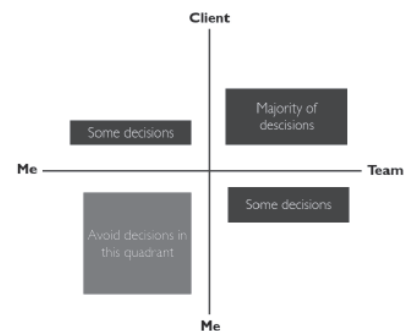 Client
Majority of
descisions
Some decisions
Me
Team
Some decisions
Avoid decisions in
this quadrant
Me